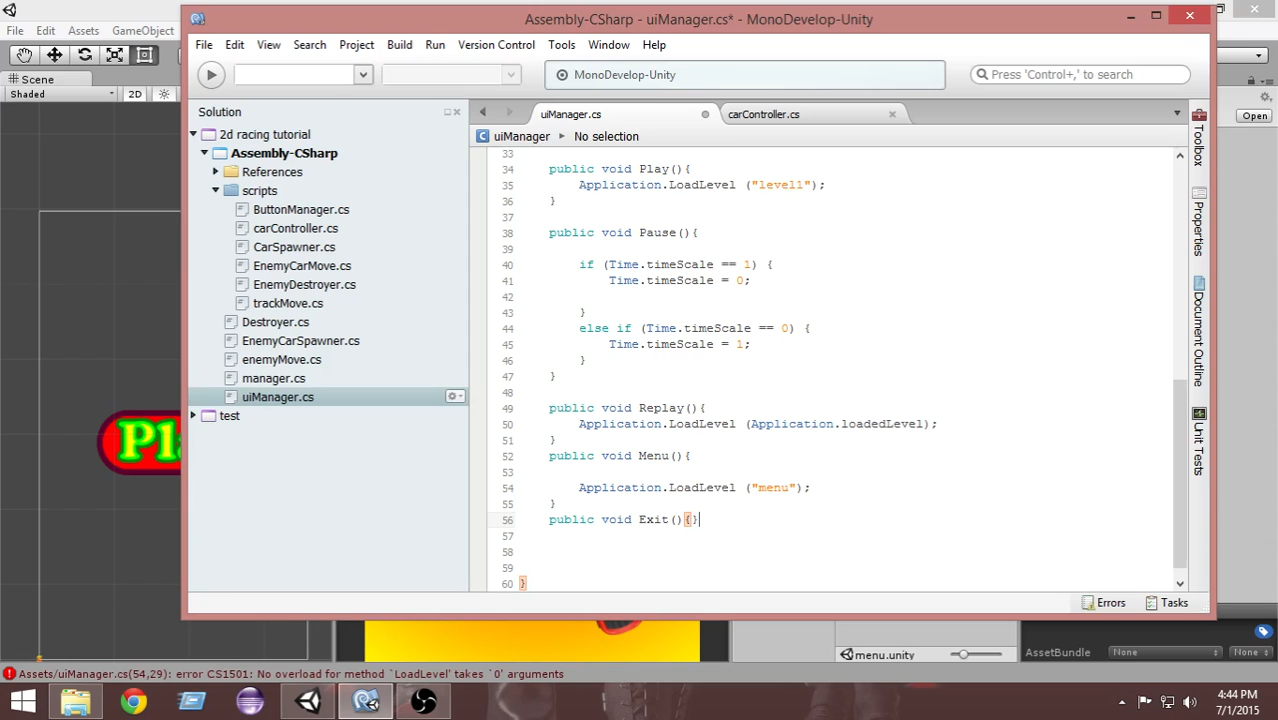 Assembly-CSharp - uiManager.cs* - MonoDevelop-Unity
File Edit Assets GameObject
File Edit View Search Project Build Run Version Control Tools Window Help
Scene
MonoDevelop-Unity
Press 'Control+,' to search
Shaded 2D
Solution
uiManager.cs
carController.cs
Open
2d racing tutorial
uiManager
No selection
Assembly-CSharp
References
scripts
ButtonManager.cs
carController.cs
CarSpawner.cs
EnemyCarMove.cs
EnemyDestroyer.cs
trackMove.cs
Destroyer.cs
EnemyCarSpawner.cs
enemyMove.cs
manager.cs
uiManager.cs
test
33
34 public void Play(){
35 Application.LoadLevel ("level1");
36 }
37
38 public void Pause(){
39
40 if (Time.timeScale == 1) {
41 Time.timeScale = 0;
42
43 }
44 else if (Time.timeScale == 0) {
45 Time.timeScale = 1;
46 }
47 }
48
49 public void Replay(){
50 Application.LoadLevel (Application.loadedLevel);
51 }
52 public void Menu(){
53
54 Application.LoadLevel ("menu");
55 }
56 public void Exit(){}
57
58
60 }
Toolbox
Properties
Document Outline
Unit Tests
Pla
Errors Tasks
menu.unity
AssetBundle None None
Assets/uiManager.cs(54,29): error CS1501: No overload for method `LoadLevel' takes `0' arguments
4:44 PM
7/1/2015